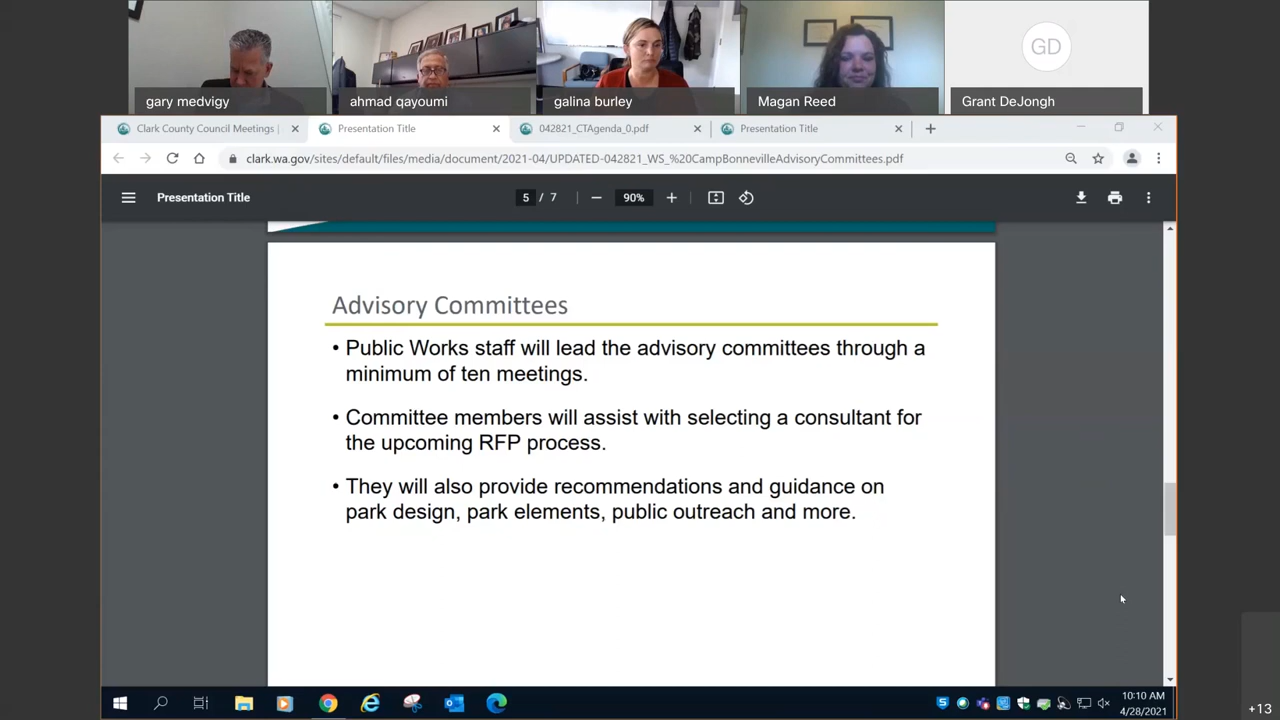 GD
gary medvigy
ahmad qayoumi
galina burley
Magan Reed
Grant DeJongh
Clark County Council Meetings |
Presentation Title
042821_CTAgenda_0.pdf
Presentation Title
clark.wa.gov/sites/default/files/media/document/2021-04/UPDATED-042821_WS_%20CampBonnevilleAdvisoryCommittees.pdf
Presentation Title
5 / 7
90%
Advisory Committees
• Public Works staff will lead the advisory committees through a
minimum of ten meetings.
• Committee members will assist with selecting a consultant for
the upcoming RFP process.
• They will also provide recommendations and guidance on
park design, park elements, public outreach and more.
10:10 AM
4/28/2021
+13